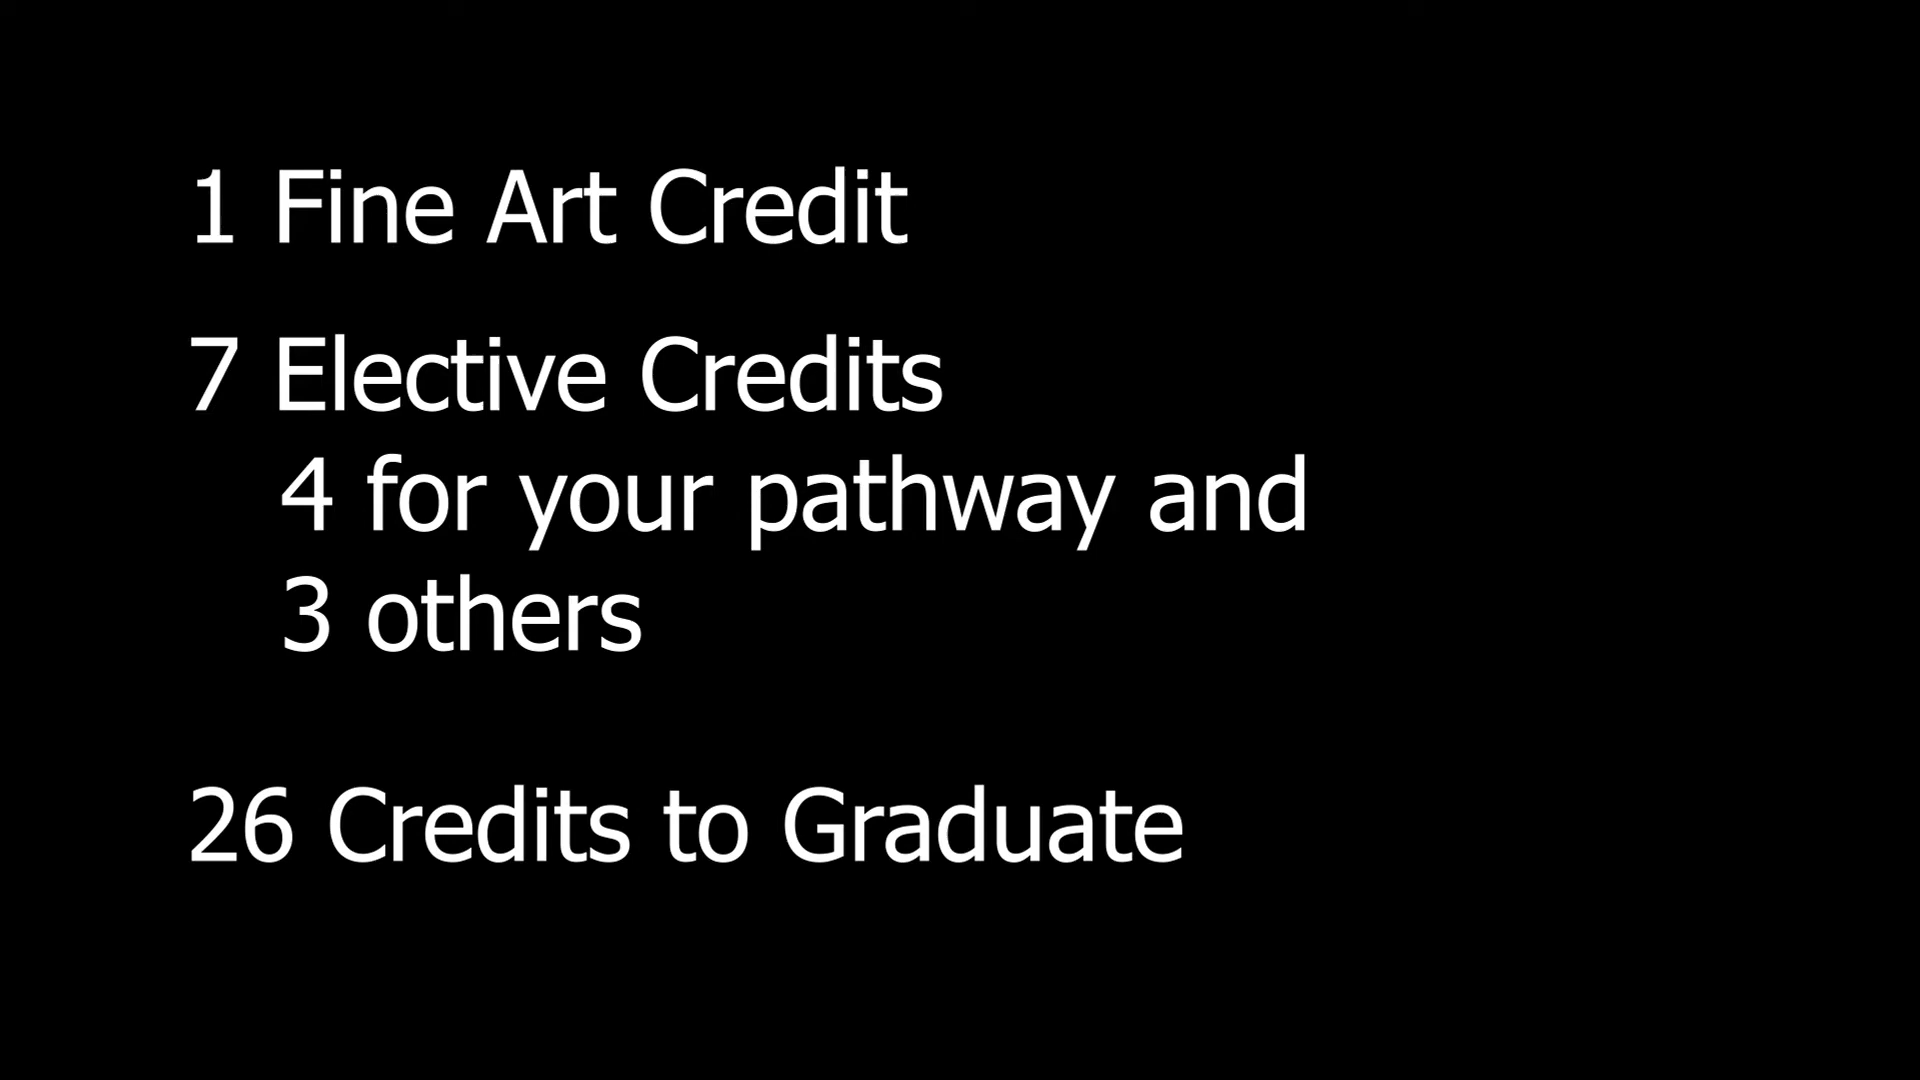 1 Fine Art Credit
7 Elective Credits
4 for your pathway and
3 others
26 Credits to Graduate